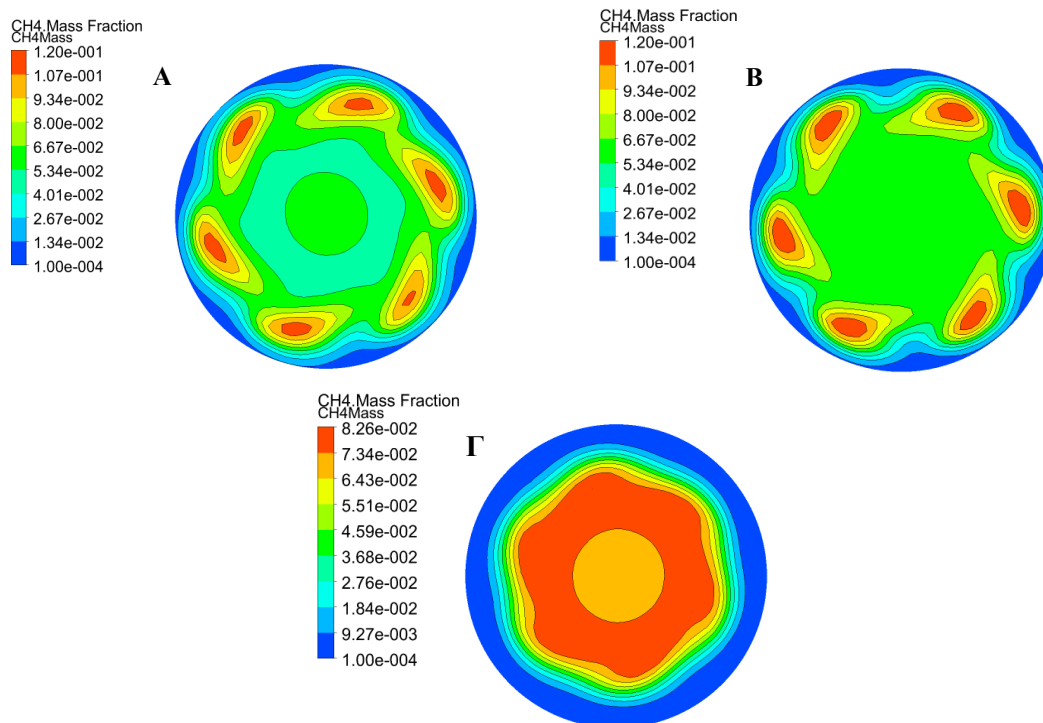 CH4.Mass Fraction
CH4Mass
1.20e-001
1.07e-001
9.34e-002
8.00e-002
6.67e-002
5.34e-002
4.01e-002
2.67e-002
1.34e-002
1.00e-004
Α
CH4.Mass Fraction
CH4Mass
1.20e-001
1.07e-001
9.34e-002
8.00e-002
6.67e-002
5.34e-002
4.01e-002
2.67e-002
1.34e-002
1.00e-004
Β
CH4.Mass Fraction
CH4Mass
8.26e-002
7.34e-002
6.43e-002
5.51e-002
4.59e-002
3.68e-002
2.76e-002
1.84e-002
9.27e-003
1.00e-004
Γ